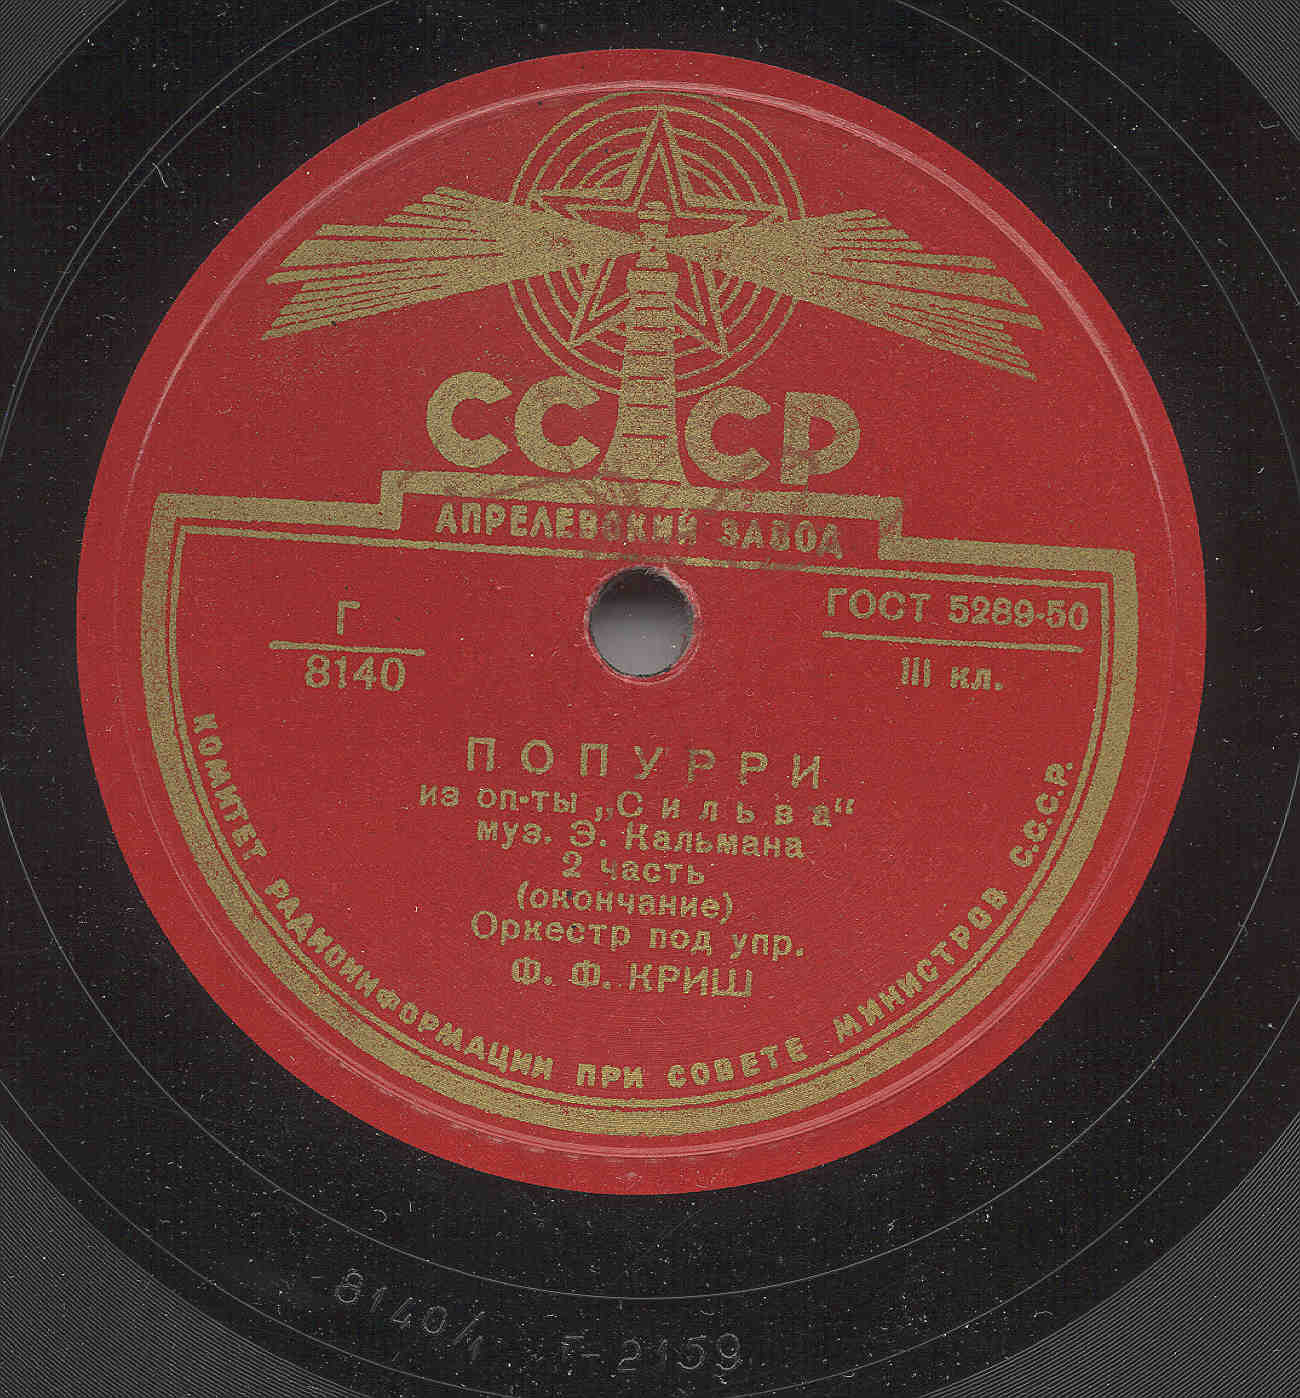 СССР
АПРЕЛЕВСКИЙ ЗАВОД
Г
8140
ГОСТ 5289-50
III кл.
ПОПУРРИ
из оп-ты „Сильва“
муз. Э. Кальмана
2 часть
(окончание)
Оркестр под упр.
Ф. Ф. КРИШ
КОМИТЕТ РАДИОИНФОРМАЦИИ ПРИ СОВЕТЕ МИНИСТРОВ С.С.С.Р.
8140/1 T-2159